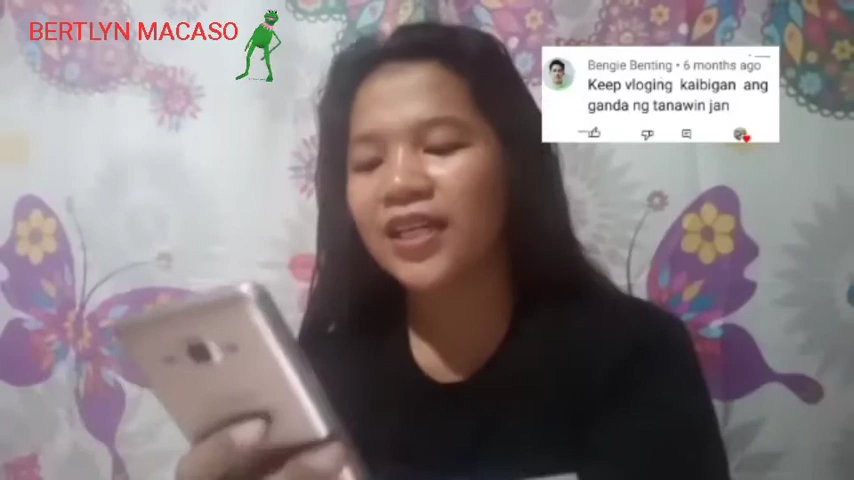 BERTLYN MACASO
Bengie Benting • 6 months ago
Keep vloging kaibigan ang
ganda ng tanawin jan